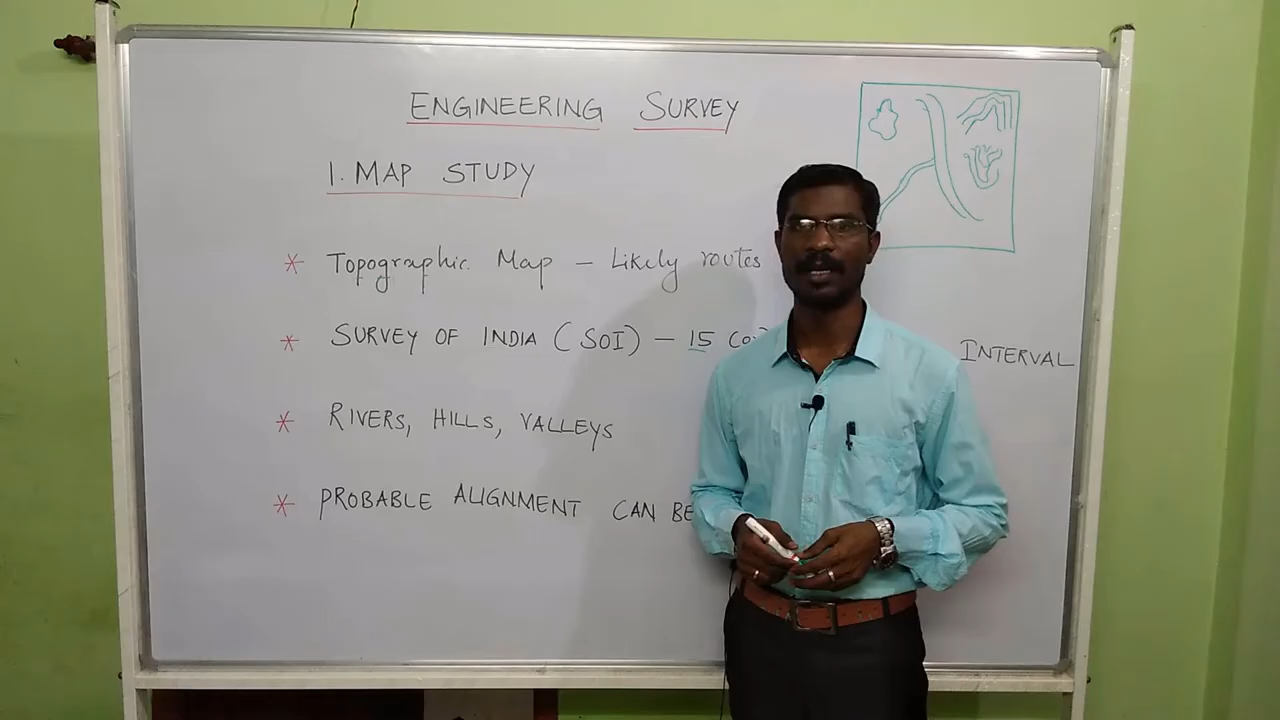 ENGINEERING SURVEY
1. MAP STUDY
* Topographic Map – Likely routes
* SURVEY OF INDIA (SOI) – 15 INTERVAL
* RIVERS, HILLS, VALLEYS
* PROBABLE ALIGNMENT CAN BE